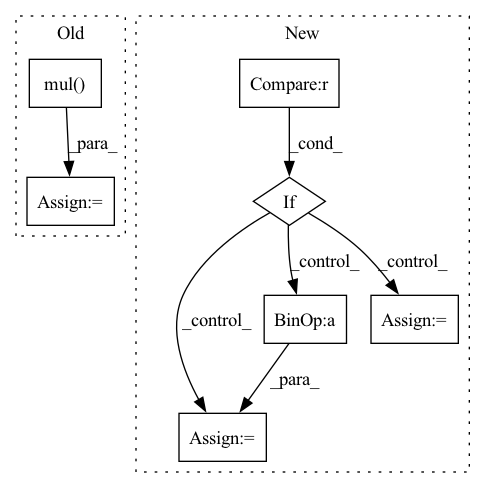 Old
New
mul()
Compare:r
_para_
_cond_
Assign:=
If
_control_
_control_
_control_
BinOp:a
Assign:=
_para_
Assign:=